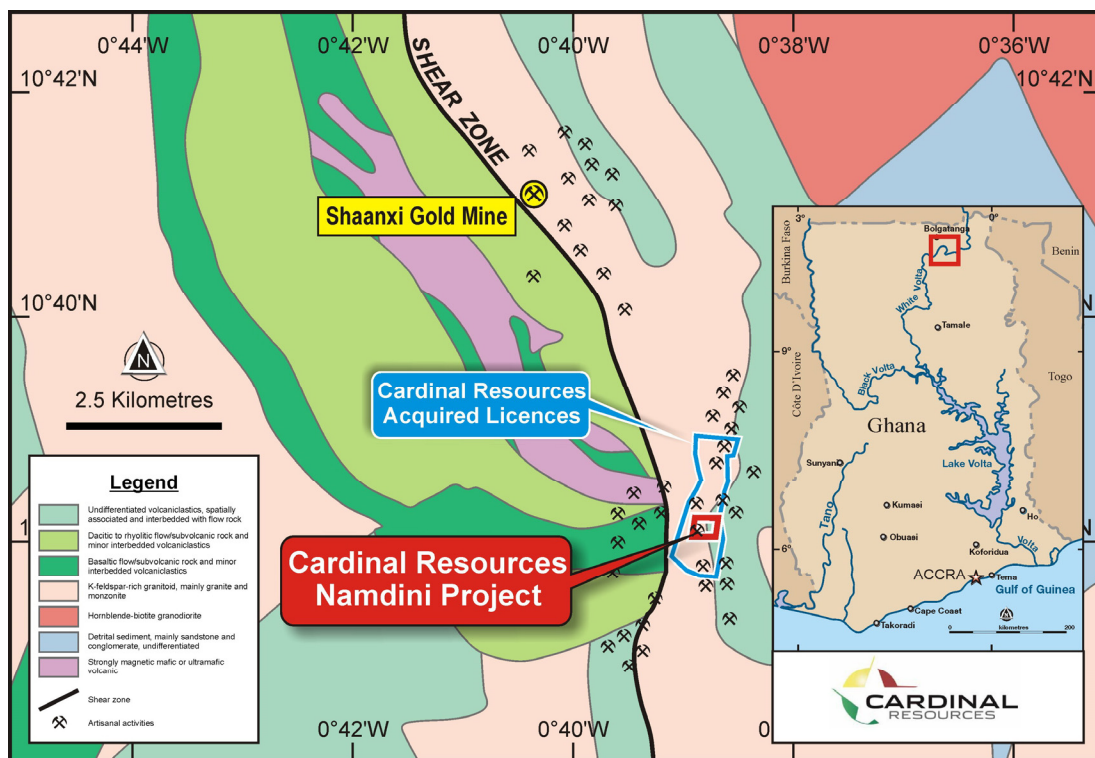 0°44'W
0°42'W
0°40'W
0°38'W
0°36'W
10°42'N
10°42'N
SHEAR ZONE
Shaanxi Gold Mine
10°40'N
N
2.5 Kilometres
Cardinal Resources
Acquired Licences
Cardinal Resources
Namdini Project
Legend
Undifferentiated volcaniclastics, spatially
associated and interbedded with flow rock
Dacitic to rhyolitic flow/subvolcanic rock and
minor interbedded volcaniclastics
Basaltic flow/subvolcanic rock and minor
interbedded volcaniclastics
K-feldspar-rich granitoid, mainly granite and
monzonite
Hornblende-biotite granodiorite
Detrital sediment, mainly sandstone and
conglomerate, undifferentiated
Strongly magnetic mafic or ultramafic
volcanic
Shear zone
Artisanal activities
0°42'W
0°40'W
3°
0°
Bolgatanga
Burkina Faso
Benin
White Volta
Tamale
9°
Black Volta
Côte D'Ivoire
Togo
Ghana
Sunyani
Lake Volta
Tano
Kumasi
Ho
Obuasi
Volta
6°
Koforidua
ACCRA
Tema
Gulf of Guinea
Cape Coast
Takoradi
N
kilometres
0
200
CARDINAL
RESOURCES